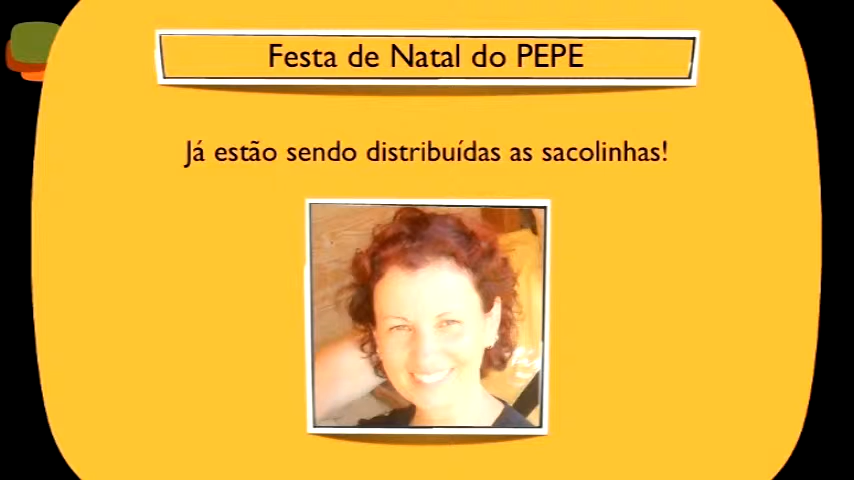 Festa de Natal do PEPE
Já estão sendo distribuídas as sacolinhas!